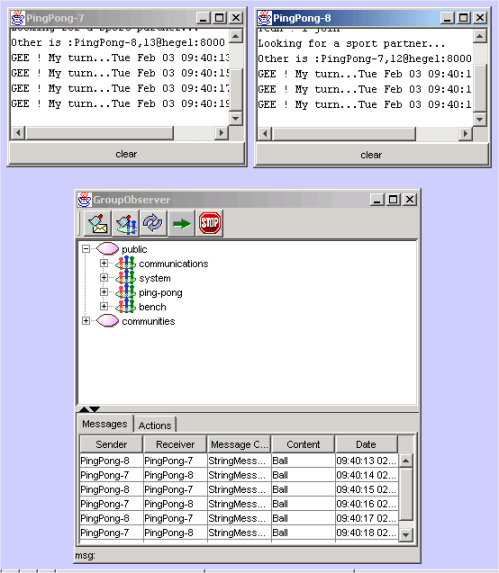 PingPong-7
Other is :PingPong-8,13@hegel:8000
GEE ! My turn...Tue Feb 03 09:40:13
GEE ! My turn...Tue Feb 03 09:40:15
GEE ! My turn...Tue Feb 03 09:40:17
GEE ! My turn...Tue Feb 03 09:40:19
clear
PingPong-8
Looking for a sport partner...
Other is :PingPong-7,12@hegel:8000
GEE ! My turn...Tue Feb 03 09:40:1
GEE ! My turn...Tue Feb 03 09:40:1
GEE ! My turn...Tue Feb 03 09:40:1
clear
GroupObserver
STOP
public
communications
system
ping-pong
bench
communities
Messages Actions
Sender Receiver Message C... Content Date
PingPong-8 PingPong-7 StringMess... Ball 09:40:13 02...
PingPong-7 PingPong-8 StringMess... Ball 09:40:14 02...
PingPong-8 PingPong-7 StringMess... Ball 09:40:15 02...
PingPong-7 PingPong-8 StringMess... Ball 09:40:16 02...
PingPong-8 PingPong-7 StringMess... Ball 09:40:17 02...
PingPong-7 PingPong-8 StringMess... Ball 09:40:18 02...
msg: